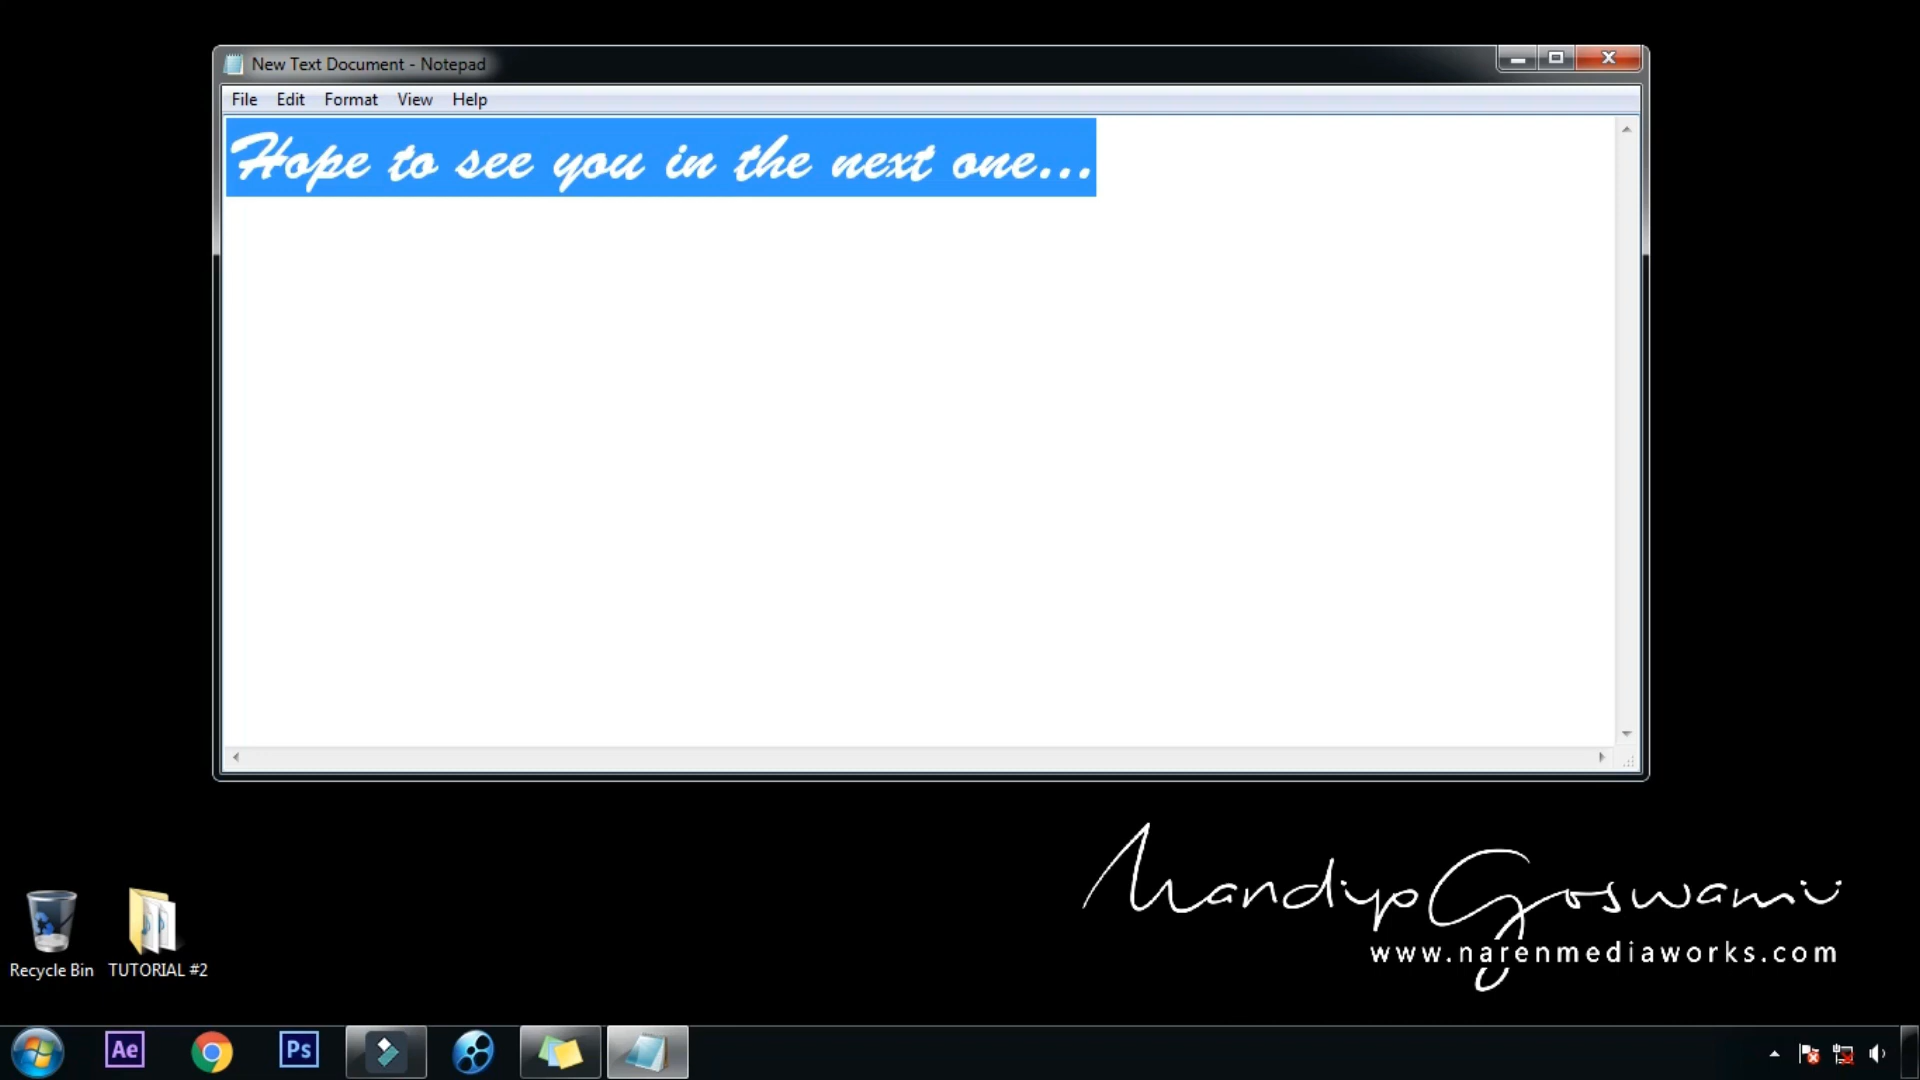 New Text Document - Notepad
File Edit Format View Help
Hope to see you in the next one...
Mandip Goswami
www.narenmediaworks.com
Recycle Bin
TUTORIAL #2
Ae
Ps